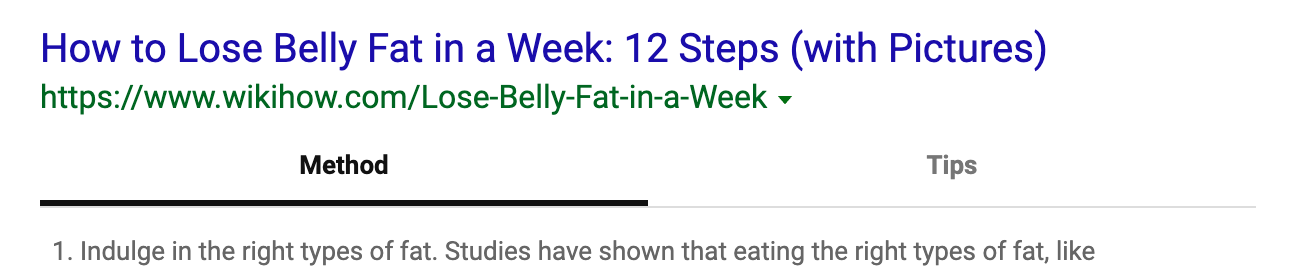 How to Lose Belly Fat in a Week: 12 Steps (with Pictures)
https://www.wikihow.com/Lose-Belly-Fat-in-a-Week
Method Tips
1. Indulge in the right types of fat. Studies have shown that eating the right types of fat, like